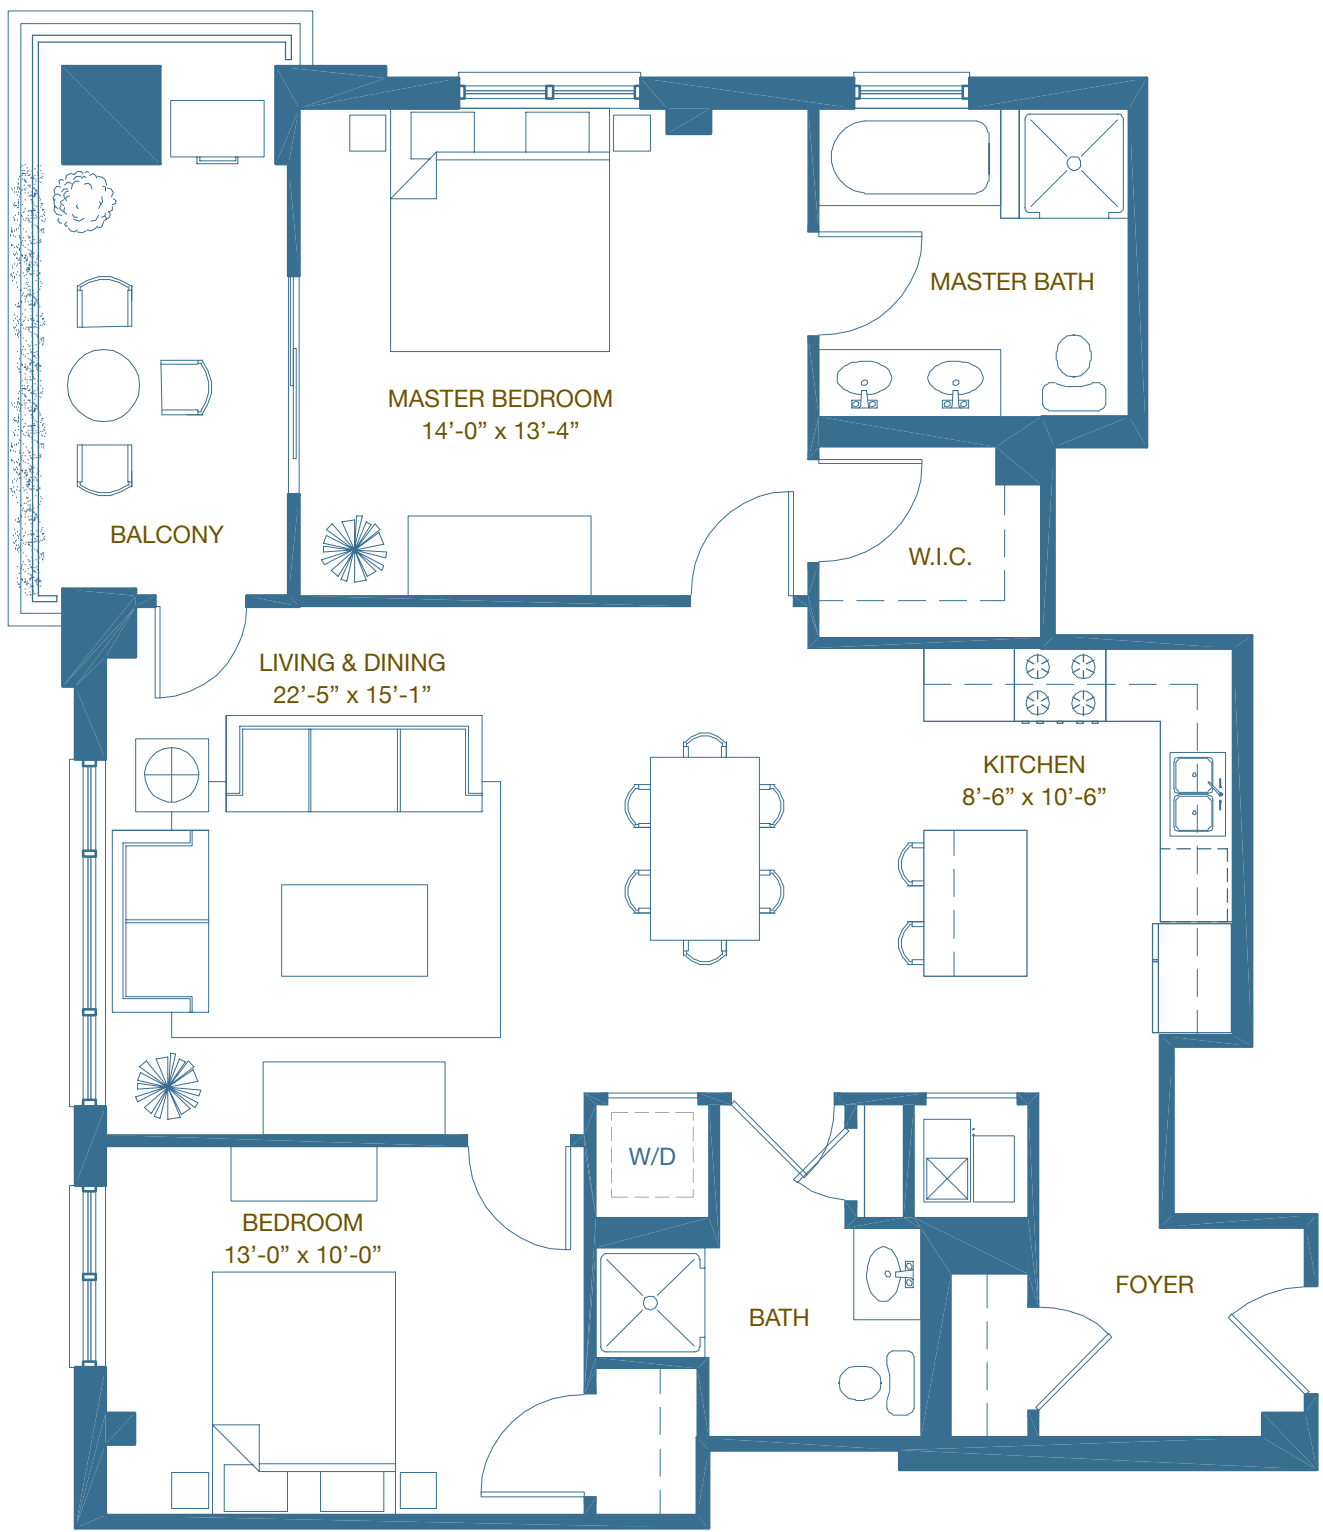 MASTER BATH
MASTER BEDROOM
14’-0” x 13’-4”
BALCONY
W.I.C.
LIVING & DINING
22’-5” x 15’-1”
KITCHEN
8’-6” x 10’-6”
W/D
BEDROOM
13’-0” x 10’-0”
FOYER
BATH